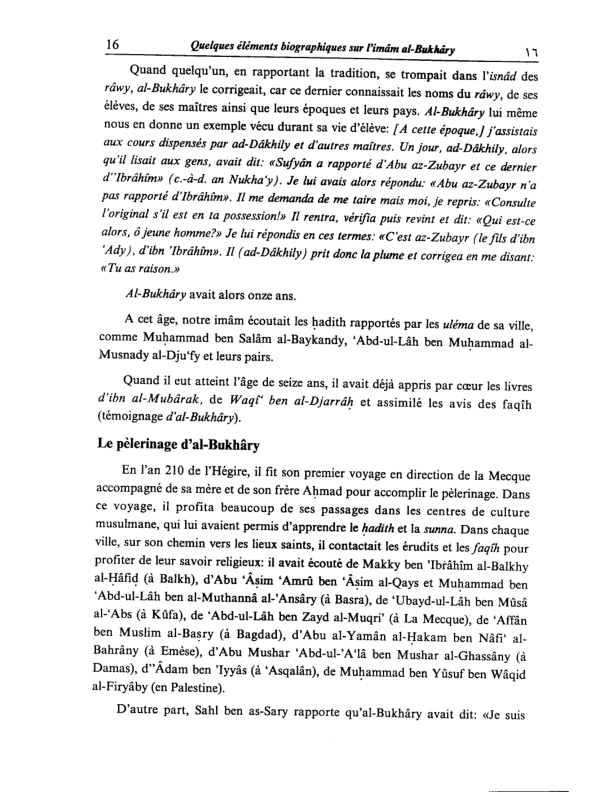 16 Quelques éléments biographiques sur l'imâm al-Bukhâry ١٦
Quand quelqu'un, en rapportant la tradition, se trompait dans l'isnâd des
râwy, al-Bukhâry le corrigeait, car ce dernier connaissait les noms du râwy, de ses
élèves, de ses maîtres ainsi que leurs époques et leurs pays. Al-Bukhâry lui même
nous en donne un exemple vécu durant sa vie d'élève: [A cette époque,] j'assistais
aux cours dispensés par ad-Dâkhily et d'autres maîtres. Un jour, ad-Dâkhily, alors
qu'il lisait aux gens, avait dit: «Sufyân a rapporté d'Abu az-Zubayr et ce dernier
d''Ibrâhîm» (c.-à-d. an Nukha'y). Je lui avais alors répondu: «Abu az-Zubayr n'a
pas rapporté d'Ibrâhîm». Il me demanda de me taire mais moi, je repris: «Consulte
l'original s'il est en ta possession!» Il rentra, vérifia puis revint et dit: «Qui est-ce
alors, ô jeune homme?» Je lui répondis en ces termes: «C'est az-Zubayr (le fils d'ibn
‘Ady), d'ibn 'Ibrâhîm». Il (ad-Dâkhily) prit donc la plume et corrigea en me disant:
«Tu as raison.»
Al-Bukhâry avait alors onze ans.
A cet âge, notre imâm écoutait les ḥadith rapportés par les uléma de sa ville,
comme Muḥammad ben Salâm al-Baykandy, ‘Abd-ul-Lâh ben Muḥammad al-
Musnady al-Dju‘fy et leurs pairs.
Quand il eut atteint l'âge de seize ans, il avait déjà appris par cœur les livres
d'ibn al-Mubârak, de Waqî‘ ben al-Djarrâḥ et assimilé les avis des faqîh
(témoignage d'al-Bukhâry).
Le pèlerinage d'al-Bukhâry
En l'an 210 de l'Hégire, il fit son premier voyage en direction de la Mecque
accompagné de sa mère et de son frère Aḥmad pour accomplir le pèlerinage. Dans
ce voyage, il profita beaucoup de ses passages dans les centres de culture
musulmane, qui lui avaient permis d'apprendre le ḥadith et la sunna. Dans chaque
ville, sur son chemin vers les lieux saints, il contactait les érudits et les faqîh pour
profiter de leur savoir religieux: il avait écouté de Makky ben 'Ibrâhîm al-Balkhy
al-Ḥâfiḍ (à Balkh), d'Abu ‘Âṣim ‘Amrû ben ‘Âṣim al-Qays et Muḥammad ben
‘Abd-ul-Lâh ben al-Muthannâ al-'Ansâry (à Basra), de ‘Ubayd-ul-Lâh ben Mûsâ
al-‘Abs (à Kûfa), de ‘Abd-ul-Lâh ben Zayd al-Muqri' (à La Mecque), de ‘Affân
ben Muslim al-Baṣry (à Bagdad), d'Abu al-Yamân al-Ḥakam ben Nâfi‘ al-
Bahrâny (à Emèse), d'Abu Mushar ‘Abd-ul-'A‘lâ ben Mushar al-Ghassâny (à
Damas), d''Âdam ben 'Iyyâs (à ‘Asqalân), de Muḥammad ben Yûsuf ben Wâqid
al-Firyâby (en Palestine).
D'autre part, Sahl ben as-Sary rapporte qu'al-Bukhâry avait dit: «Je suis